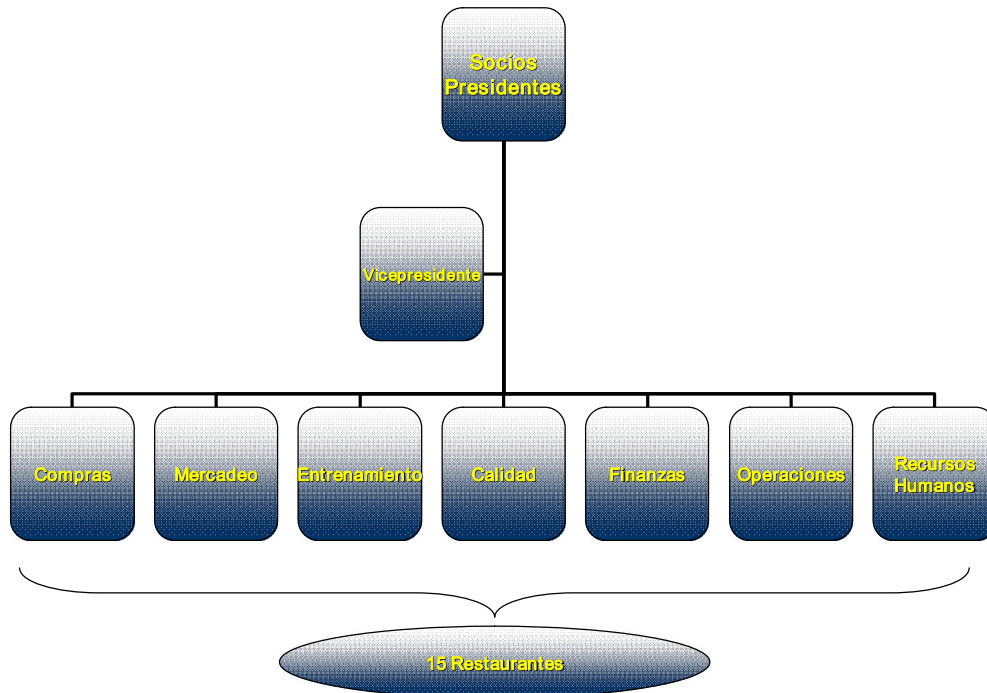 Socios
Presidentes
Vicepresidente
Compras
Mercadeo
Entrenamiento
Calidad
Finanzas
Operaciones
Recursos
Humanos
15 Restaurantes